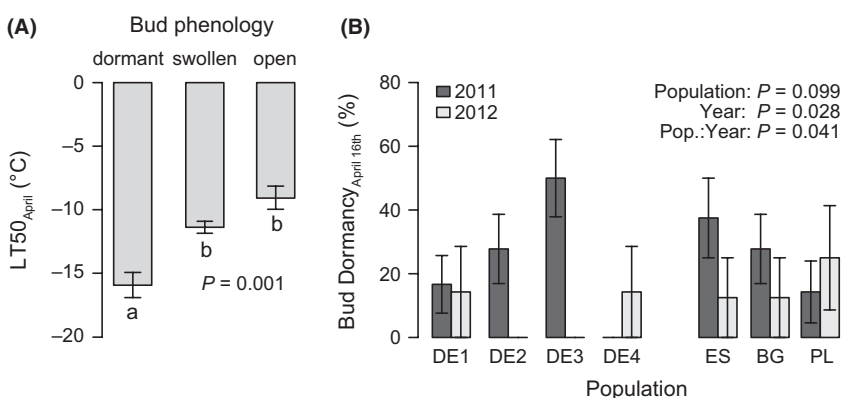 (A)
Bud phenology
dormant swollen open
0
–5
–10
–15
–20
LT50April (°C)
a
b
b
P = 0.001
(B)
80
60
40
20
0
Bud DormancyApril 16th (%)
2011
2012
Population: P = 0.099
Year: P = 0.028
Pop.:Year: P = 0.041
DE1 DE2 DE3 DE4 ES BG PL
Population